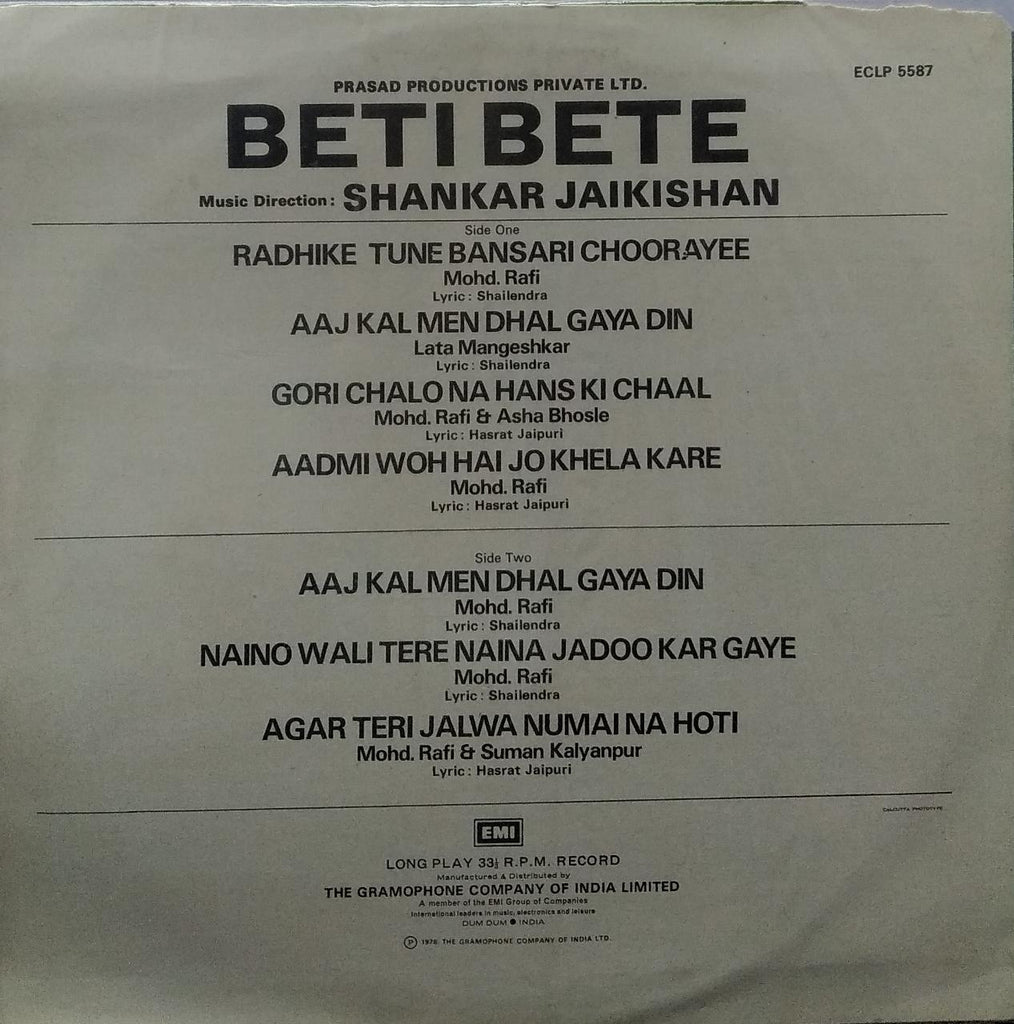 ECLP 5587
PRASAD PRODUCTIONS PRIVATE LTD.
BETI BETE
Music Direction: SHANKAR JAIKISHAN
Side One
RADHIKE TUNE BANSARI CHOORAYEE
Mohd. Rafi
Lyric: Shailendra
AAJ KAL MEN DHAL GAYA DIN
Lata Mangeshkar
Lyric: Shailendra
GORI CHALO NA HANS KI CHAAL
Mohd. Rafi & Asha Bhosle
Lyric: Hasrat Jaipuri
AADMI WOH HAI JO KHELA KARE
Mohd. Rafi
Lyric: Hasrat Jaipuri
Side Two
AAJ KAL MEN DHAL GAYA DIN
Mohd. Rafi
Lyric: Shailendra
NAINO WALI TERE NAINA JADOO KAR GAYE
Mohd. Rafi
Lyric: Shailendra
AGAR TERI JALWA NUMAI NA HOTI
Mohd. Rafi & Suman Kalyanpur
Lyric: Hasrat Jaipuri
CALCUTTA PHOTOTYPE
EMI
LONG PLAY 33⅓ R.P.M. RECORD
Manufactured & Distributed by
THE GRAMOPHONE COMPANY OF INDIA LIMITED
A member of the EMI Group of Companies
International leaders in music, electronics and leisure
DUM DUM ● INDIA
Ⓟ THE GRAMOPHONE COMPANY OF INDIA LTD.